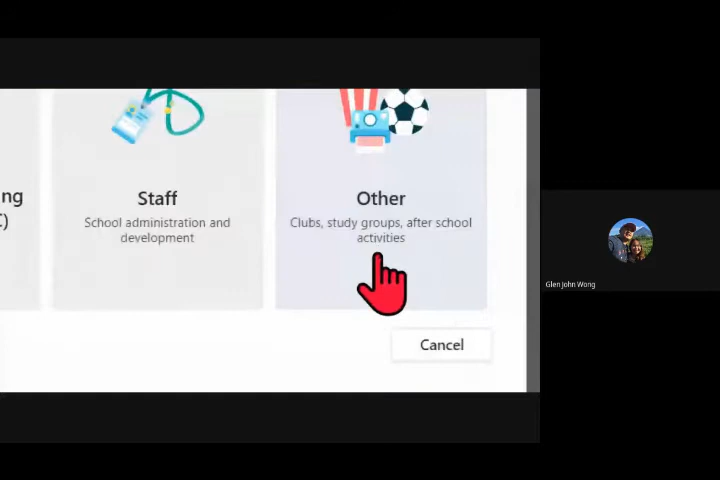 ng
C)
Staff
School administration and
development
Other
Clubs, study groups, after school
activities
Cancel
Glen John Wong